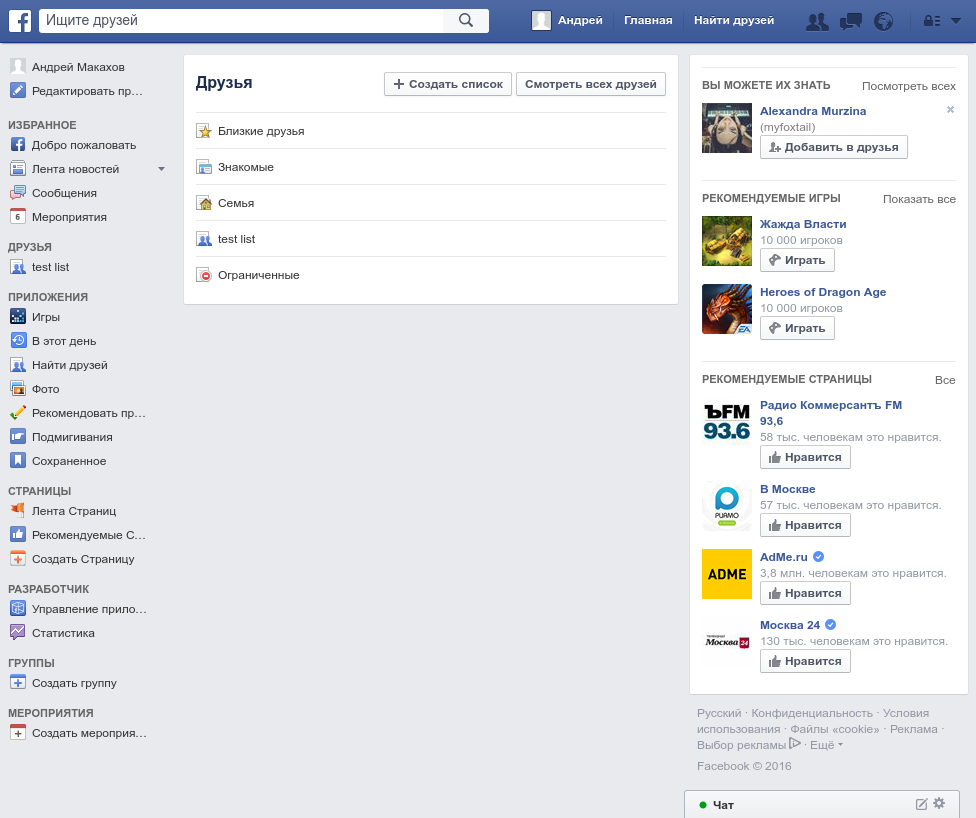 Ищите друзей
Андрей
Главная
Найти друзей
Андрей Макахов
Редактировать пр…
ИЗБРАННОЕ
Добро пожаловать
Лента новостей
Сообщения
6 Мероприятия
ДРУЗЬЯ
test list
ПРИЛОЖЕНИЯ
Игры
В этот день
Найти друзей
Фото
Рекомендовать пр…
Подмигивания
Сохраненное
СТРАНИЦЫ
Лента Страниц
Рекомендуемые С…
Создать Страницу
РАЗРАБОТЧИК
Управление прило…
Статистика
ГРУППЫ
Создать группу
МЕРОПРИЯТИЯ
Создать мероприя…
Друзья
+ Создать список
Смотреть всех друзей
Близкие друзья
Знакомые
Семья
test list
Ограниченные
ВЫ МОЖЕТЕ ИХ ЗНАТЬ
Посмотреть всех
Alexandra Murzina
(myfoxtail)
Добавить в друзья
РЕКОМЕНДУЕМЫЕ ИГРЫ
Показать все
Жажда Власти
10 000 игроков
Играть
EA
Heroes of Dragon Age
10 000 игроков
Играть
РЕКОМЕНДУЕМЫЕ СТРАНИЦЫ
Все
ЪFM
93.6
Радио Коммерсантъ FM
93,6
58 тыс. человекам это нравится.
Нравится
РИАМО
В Москве
57 тыс. человекам это нравится.
Нравится
ADME
AdMe.ru
3,8 млн. человекам это нравится.
Нравится
Москва 24
Москва 24
130 тыс. человекам это нравится.
Нравится
Русский · Конфиденциальность · Условия
использования · Файлы «cookie» · Реклама ·
Выбор рекламы · Ещё
Facebook © 2016
Чат